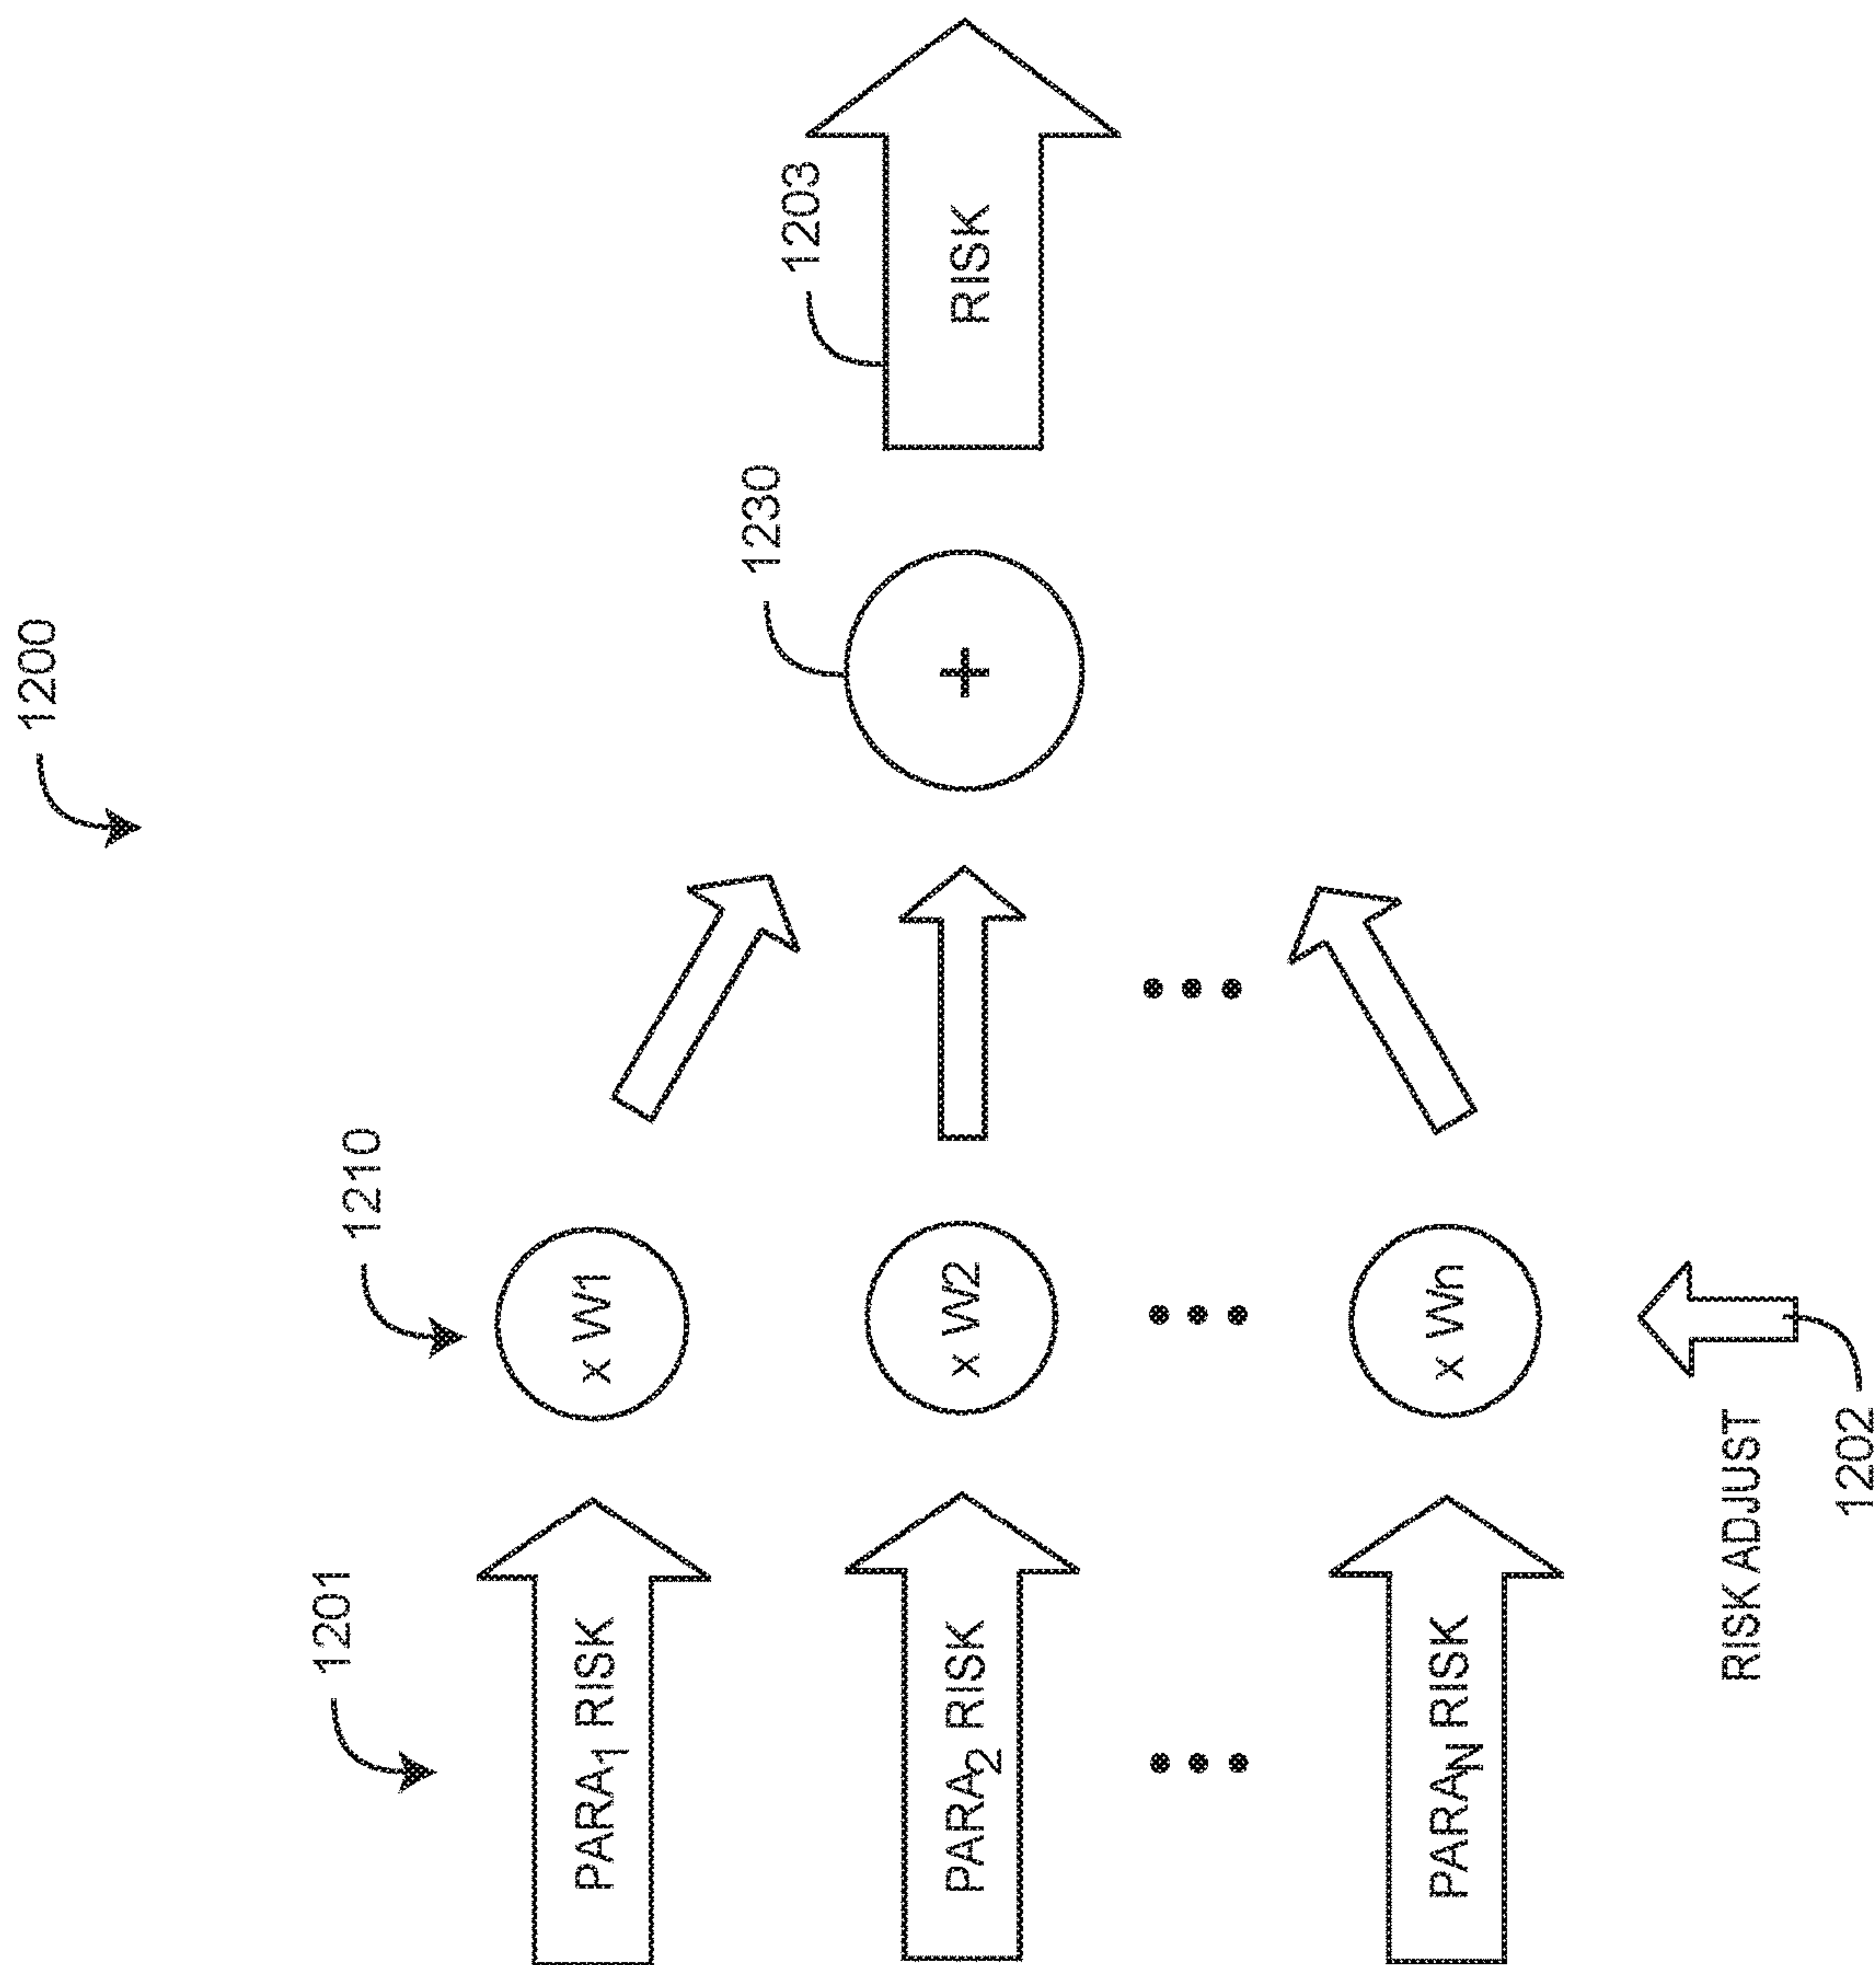 1200
1201
1210
1230
1203
PARA1 RISK
x W1
PARA2 RISK
x W2
+
RISK
PARAN RISK
x Wn
RISK ADJUST
1202